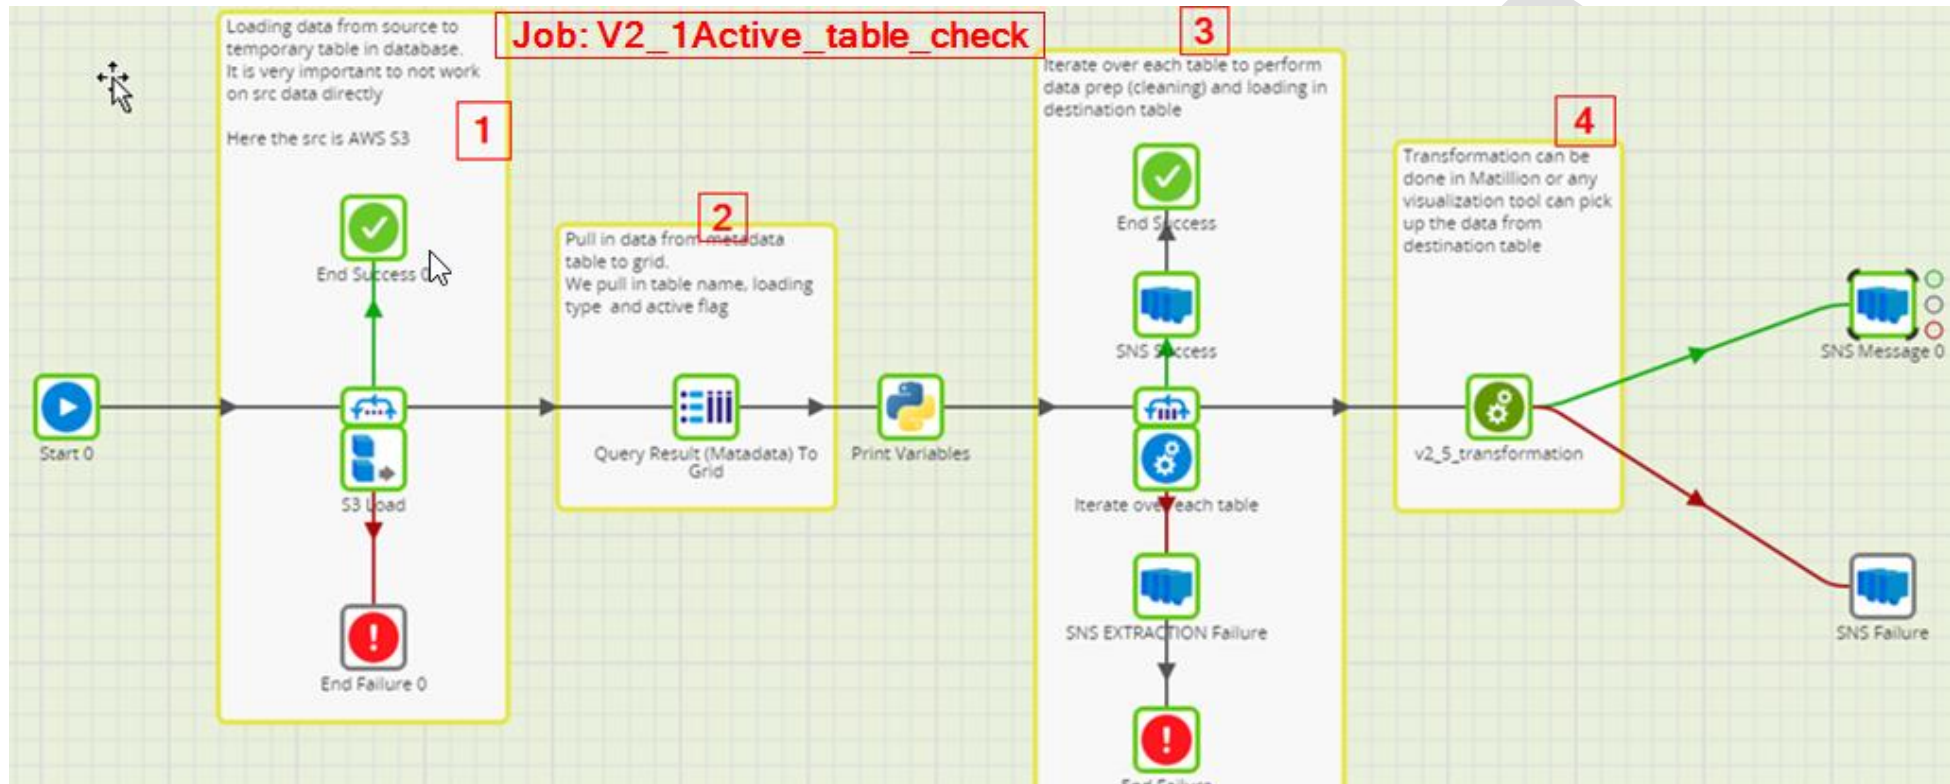 Job: V2_1Active_table_check
Loading data from source to
temporary table in database.
It is very important to not work
on src data directly
Here the src is AWS S3
1
End Success 0
Start 0
S3 Load
End Failure 0
2
Pull in data from metadata
table to grid.
We pull in table name, loading
type and active flag
Query Result (Matadata) To
Grid
Print Variables
3
Iterate over each table to perform
data prep (cleaning) and loading in
destination table
End Success
SNS Success
Iterate over each table
SNS EXTRACTION Failure
End Failure
4
Transformation can be
done in Matillion or any
visualization tool can pick
up the data from
destination table
v2_5_transformation
SNS Message 0
SNS Failure